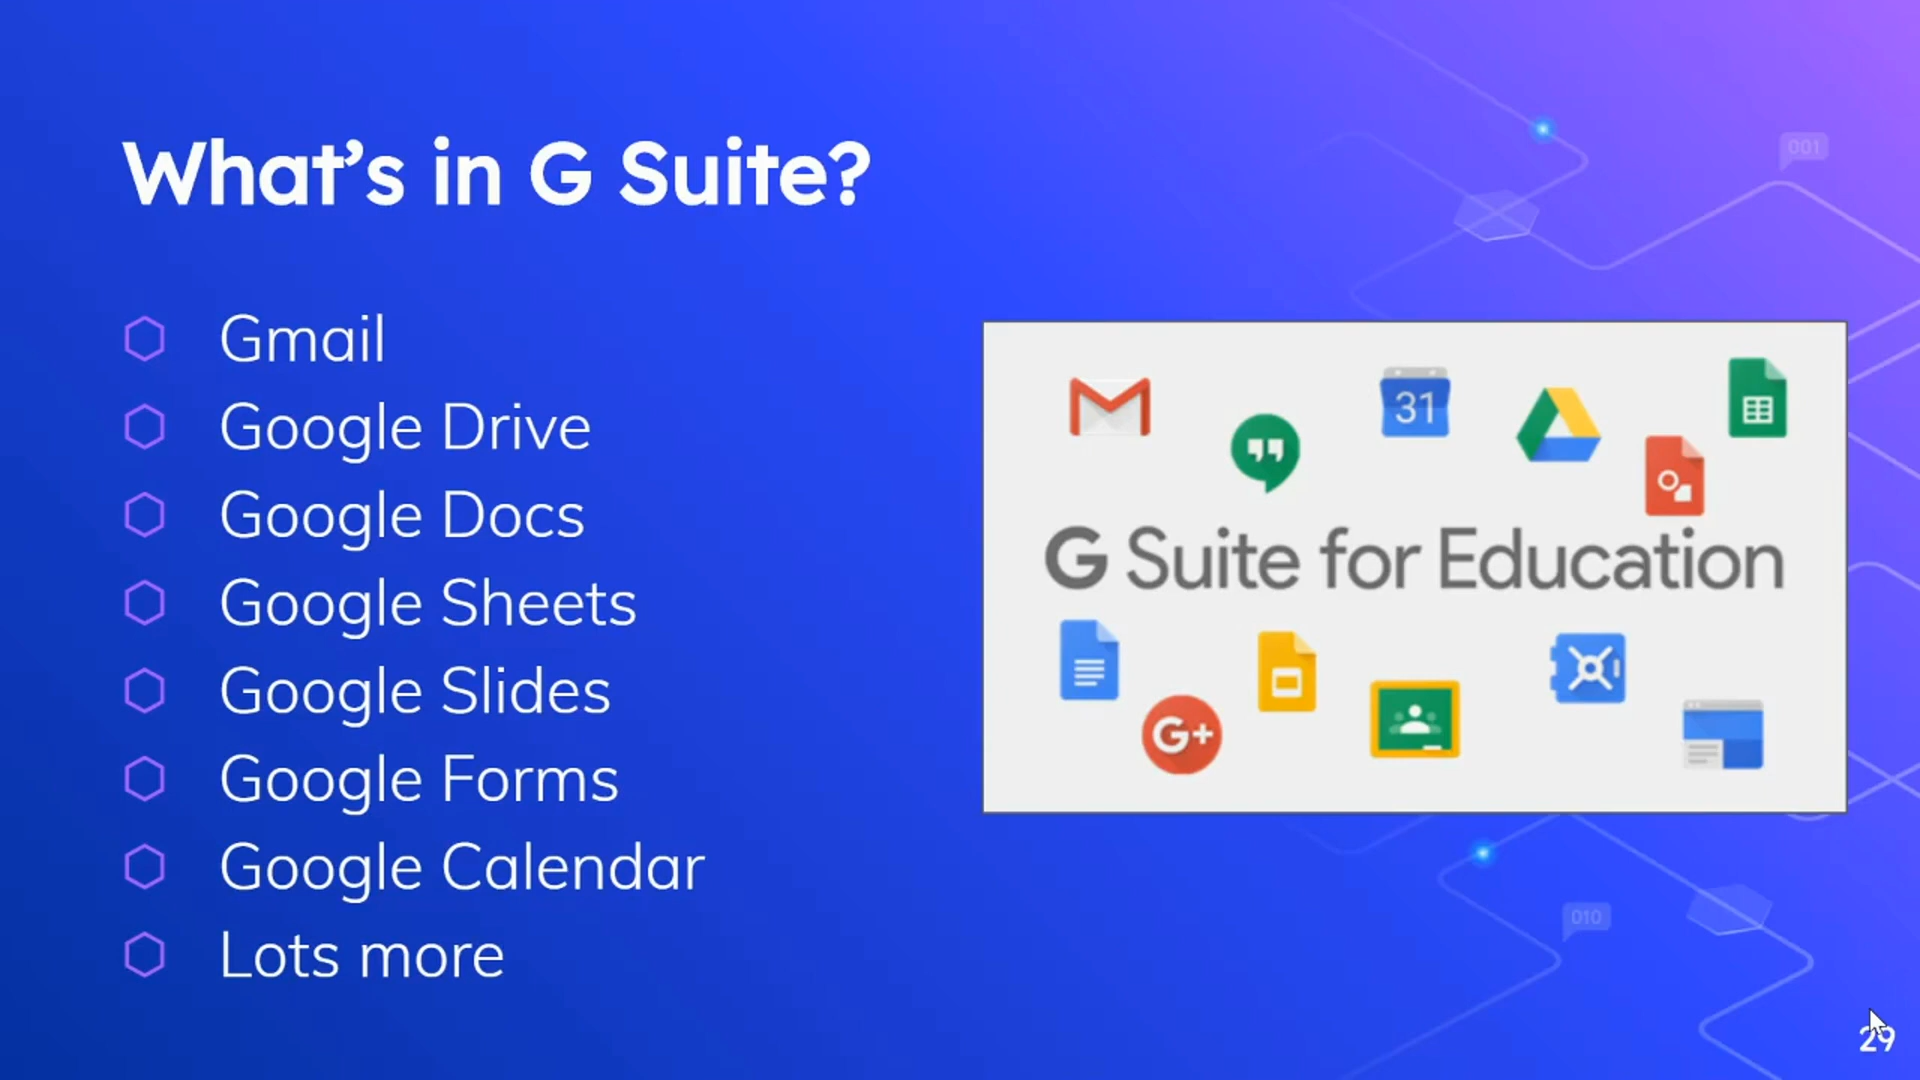 What's in G Suite?
Gmail
Google Drive
Google Docs
Google Sheets
Google Slides
Google Forms
Google Calendar
Lots more
31
G Suite for Education
G+
001
010
29